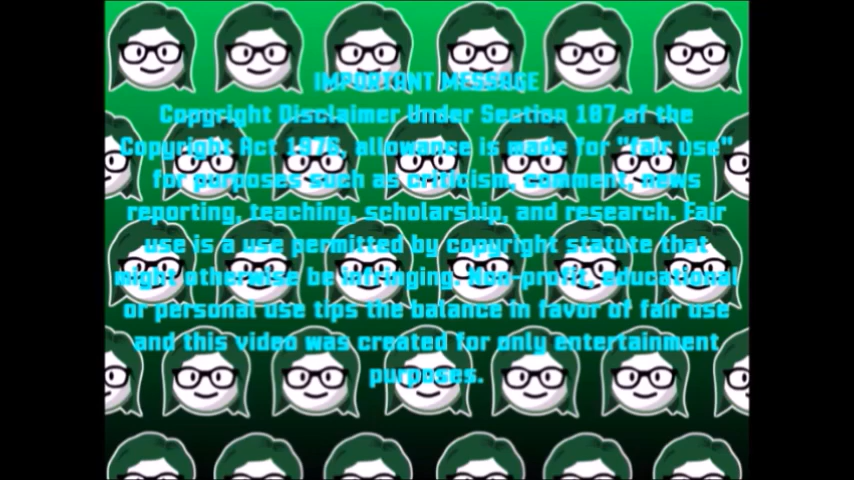 IMPORTANT MESSAGE
Copyright Disclaimer Under Section 107 of the
Copyright Act 1976, allowance is made for "fair use"
for purposes such as criticism, comment, news
reporting, teaching, scholarship, and research. Fair
use is a use permitted by copyright statute that
might otherwise be infringing. Non-profit, educational
or personal use tips the balance in favor of fair use
and this video was created for only entertainment
purposes.